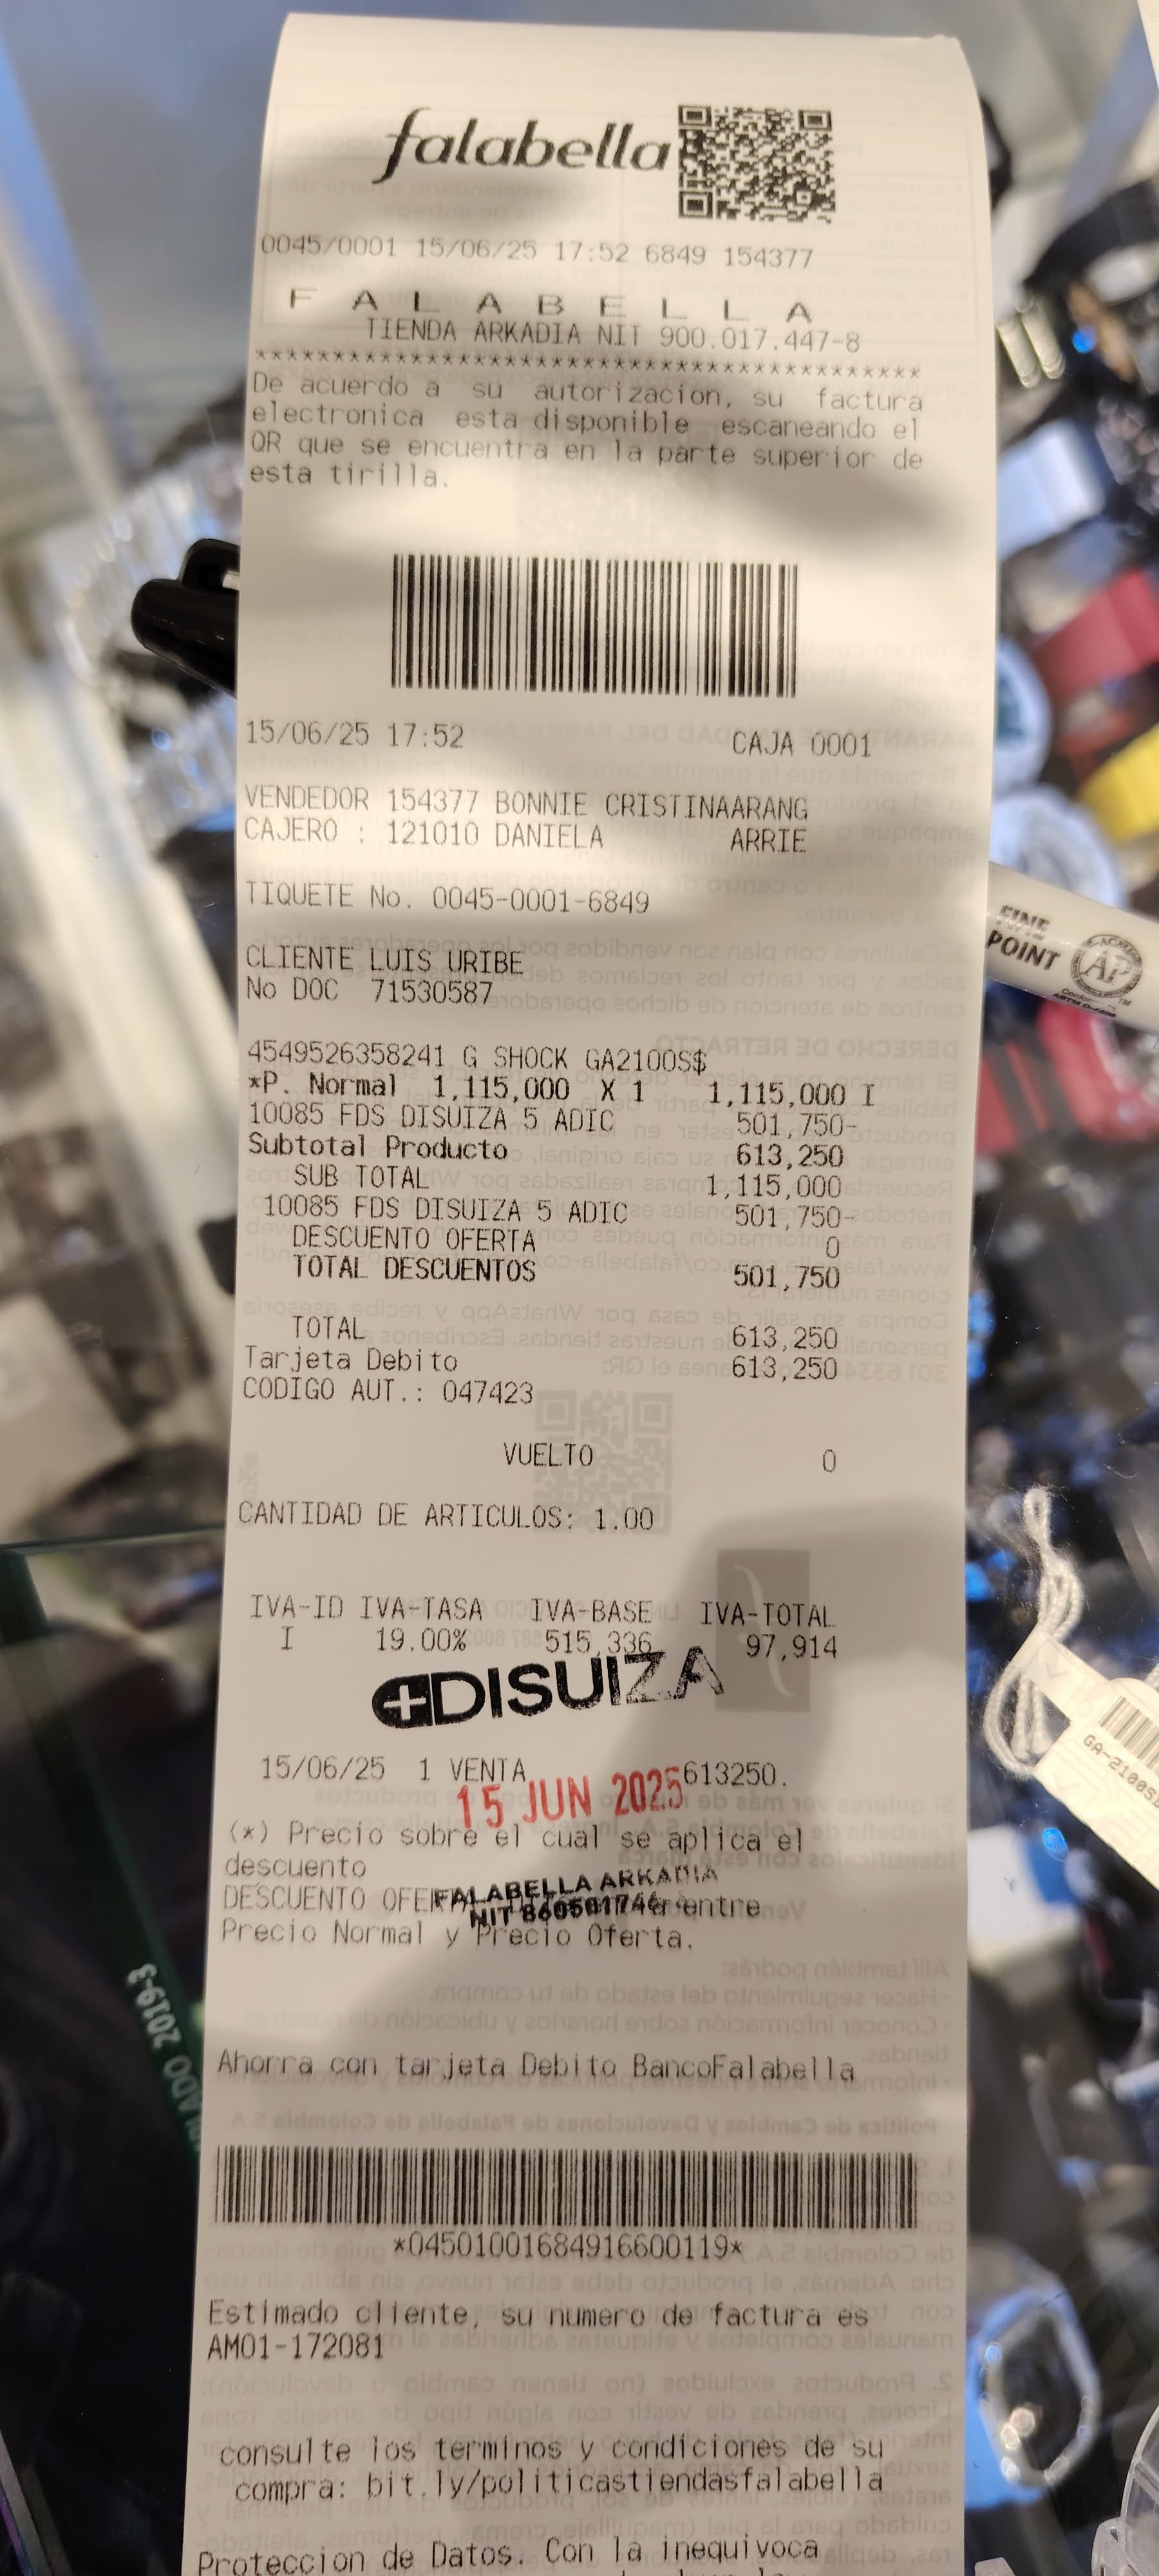 falabella
0045/0001 15/06/25 17:52 6849 154377
F A L A B E L L A
TIENDA ARKADIA NIT 900.017.447-8
******************************************
De acuerdo a su autorizacion, su factura
electronica esta disponible escaneando el
QR que se encuentra en la parte superior de
esta tirilla.
15/06/25 17:52 CAJA 0001
VENDEDOR 154377 BONNIE CRISTINAARANG
CAJERO : 121010 DANIELA ARRIE
TIQUETE No. 0045-0001-6849
CLIENTE LUIS URIBE
No DOC 71530587
4549526358241 G SHOCK GA2100S$
*P. Normal 1,115,000 X 1 1,115,000 I
10085 FDS DISUIZA 5 ADIC 501,750-
Subtotal Producto 613,250
SUB TOTAL 1,115,000
10085 FDS DISUIZA 5 ADIC 501,750-
DESCUENTO OFERTA 0
TOTAL DESCUENTOS 501,750
TOTAL 613,250
Tarjeta Debito 613,250
CODIGO AUT.: 047423
VUELTO 0
CANTIDAD DE ARTICULOS: 1.00
IVA-ID IVA-TASA IVA-BASE IVA-TOTAL
I 19.00% 515,336 97,914
DISUIZA
15/06/25 1 VENTA 613250.
15 JUN 2025
(*) Precio sobre el cual se aplica el
descuento
FALABELLA ARKADIA
DESCUENTO entre
NIT
Precio Normal y Precio Oferta.
Ahorra con tarjeta Debito BancoFalabella
*04501001684916600119*
Estimado cliente, su numero de factura es
AM01-172081
consulte los terminos y condiciones de su
compra: bit.ly/politicastiendasfalabella
Proteccion de Datos. Con la inequivoca
FINE
POINT
AP
2019-3